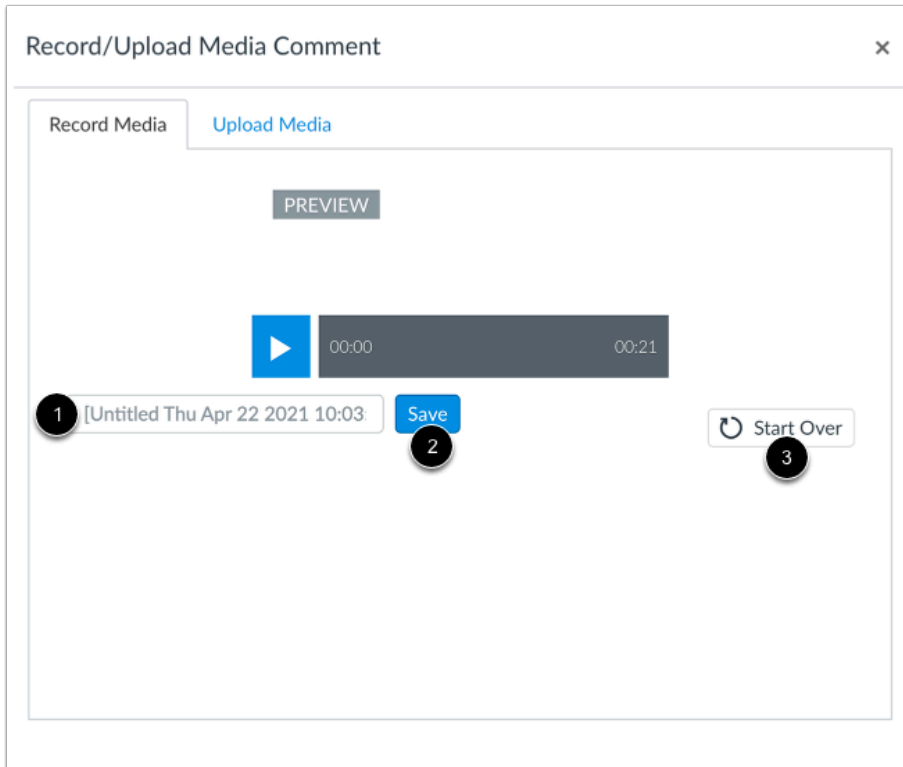 Record/Upload Media Comment ×
Record Media Upload Media
PREVIEW
00:00 00:21
1 [Untitled Thu Apr 22 2021 10:03: Save
Start Over
2
3